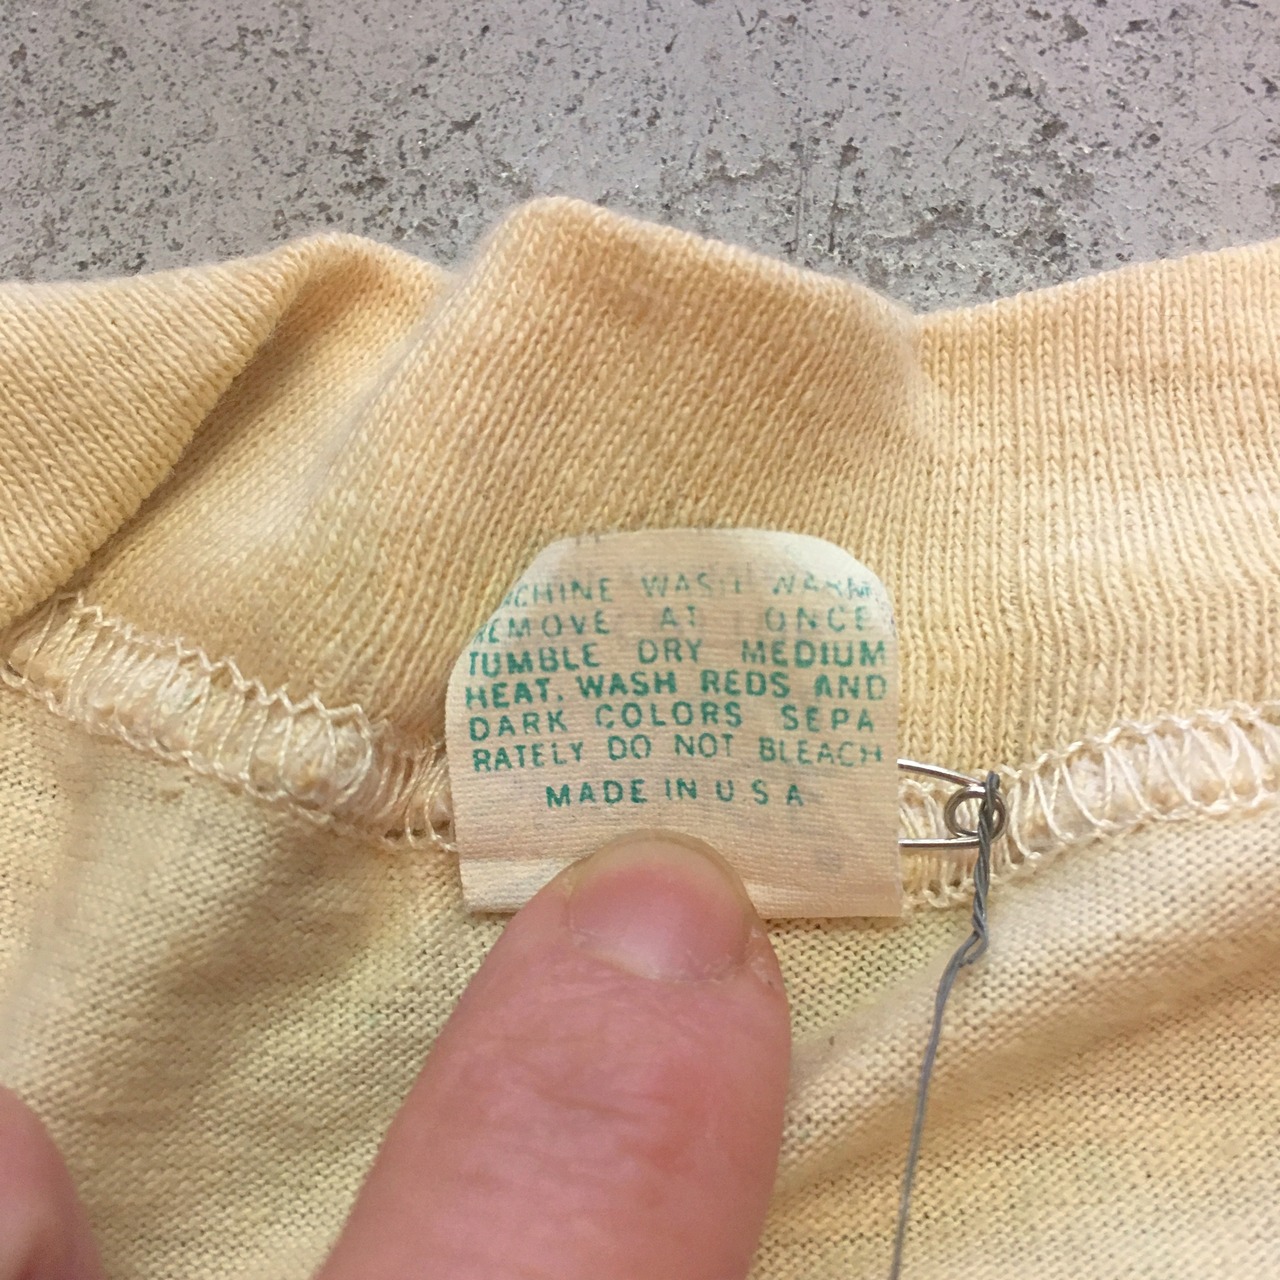 MACHINE WASH WARM
REMOVE AT ONCE
TUMBLE DRY MEDIUM
HEAT. WASH REDS AND
DARK COLORS SEPA
RATELY DO NOT BLEACH
MADE IN U S A